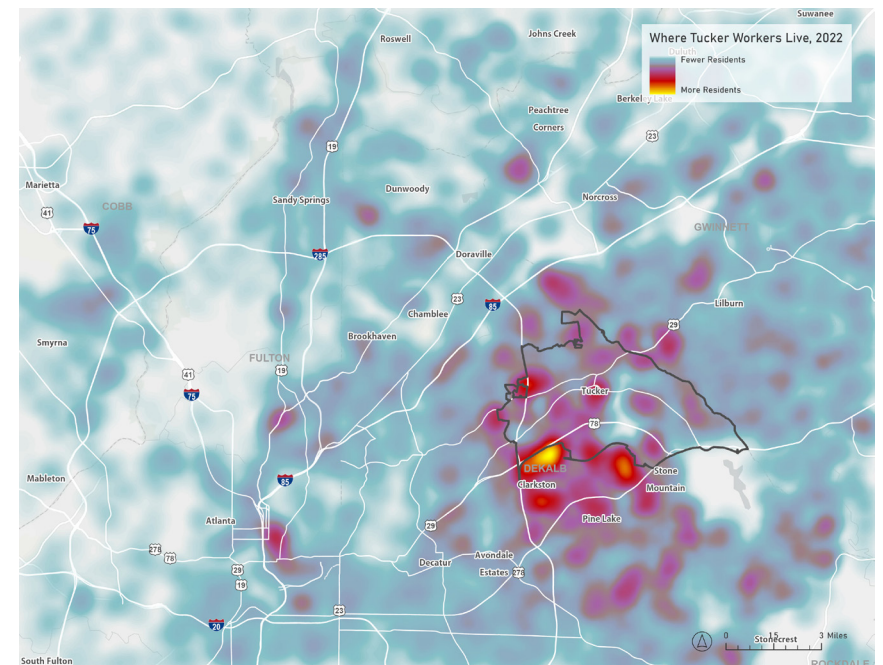 Suwanee
Where Tucker Workers Live, 2022
Duluth
Fewer Residents
More Residents
Roswell
Johns Creek
Berkeley Lake
Peachtree
Corners
23
19
Marietta
COBB
41
75
Sandy Springs
Dunwoody
Norcross
GWINNETT
285
Doraville
23
85
Chamblee
Lilburn
29
Smyrna
Brookhaven
FULTON
19
41
75
Tucker
78
DEKALB
Clarkston
Stone
Mountain
Mableton
85
Atlanta
Pine Lake
29
278
78
Decatur
Avondale
Estates
278
29
19
23
20
0 1.5 3 Miles
Stonecrest
South Fulton
ROCKDALE